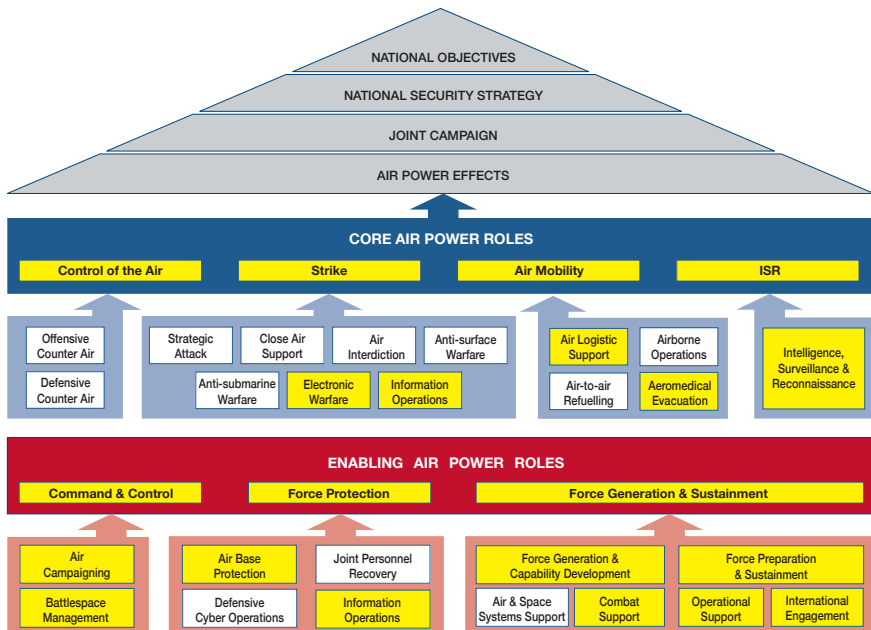 NATIONAL OBJECTIVES
NATIONAL SECURITY STRATEGY
JOINT CAMPAIGN
AIR POWER EFFECTS
CORE AIR POWER ROLES
Control of the Air
Strike
Air Mobility
ISR
Offensive
Counter Air
Defensive
Counter Air
Strategic
Attack
Close Air
Support
Air
Interdiction
Anti-surface
Warfare
Anti-submarine
Warfare
Electronic
Warfare
Information
Operations
Air Logistic
Support
Airborne
Operations
Air-to-air
Refuelling
Aeromedical
Evacuation
Intelligence,
Surveillance &
Reconnaissance
ENABLING AIR POWER ROLES
Command & Control
Force Protection
Force Generation & Sustainment
Air
Campaigning
Battlespace
Management
Air Base
Protection
Joint Personnel
Recovery
Defensive
Cyber Operations
Information
Operations
Force Generation &
Capability Development
Force Preparation
& Sustainment
Air & Space
Systems Support
Combat
Support
Operational
Support
International
Engagement